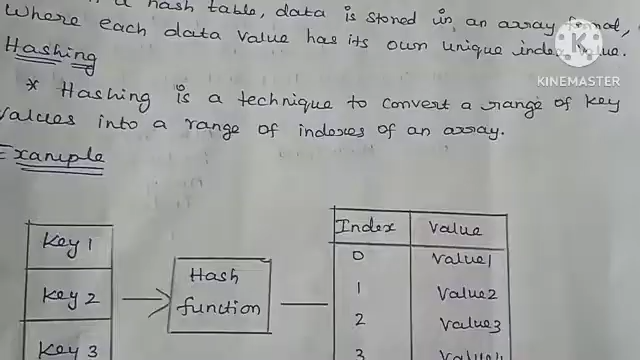 a hash table, data is stored in an array format,
where each data value has its own unique index value.
KINEMASTER
Hashing
* Hashing is a technique to convert a range of key
values into a range of indexes of an array.
Example
Key 1
Key 2
Key 3
Hash
function
Index Value
0 Value1
1 Value2
2 Value3
3 Value4